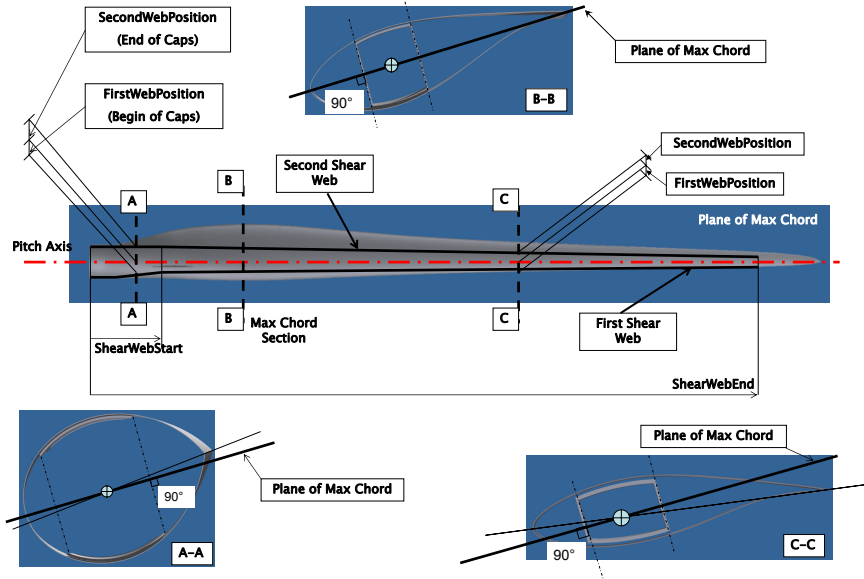 SecondWebPosition
(End of Caps)
FirstWebPosition
(Begin of Caps)
Plane of Max Chord
90°
B-B
Second Shear
Web
SecondWebPosition
FirstWebPosition
A
B
C
Plane of Max Chord
Pitch Axis
A
B
C
Max Chord
Section
First Shear
Web
ShearWebStart
ShearWebEnd
Plane of Max Chord
90°
A-A
Plane of Max Chord
90°
C-C